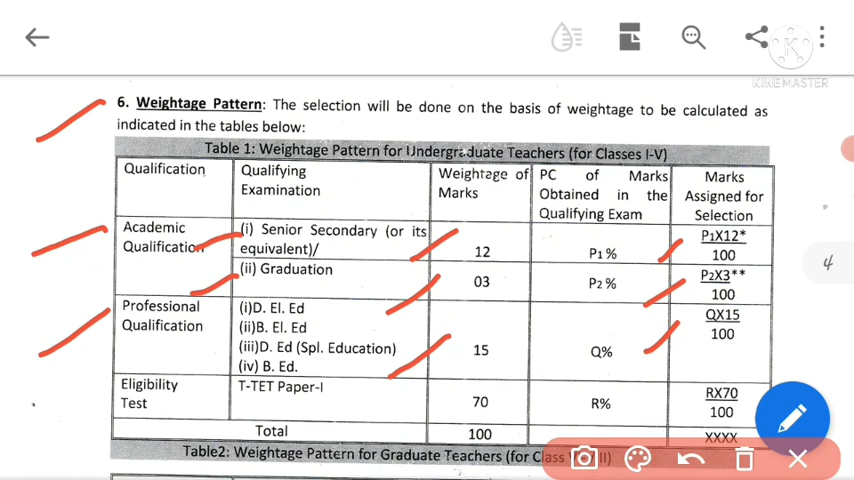 KINEMASTER
6. Weightage Pattern: The selection will be done on the basis of weightage to be calculated as
indicated in the tables below:
Table 1: Weightage Pattern for Undergraduate Teachers (for Classes I-V)
Qualification Qualifying Examination Weightage of Marks PC of Marks Obtained in the Qualifying Exam Marks Assigned for Selection
Academic Qualification (i) Senior Secondary (or its equivalent)/ 12 P1% P1X12* 100
(ii) Graduation 03 P2% P2X3** 100
Professional Qualification (i)D. El. Ed 15 Q% QX15 100
(ii)B. El. Ed
(iii)D. Ed (Spl. Education)
(iv) B. Ed.
Eligibility Test T-TET Paper-I 70 R% RX70 100
Total 100 XXXX
Table2: Weightage Pattern for Graduate Teachers (for Class
4